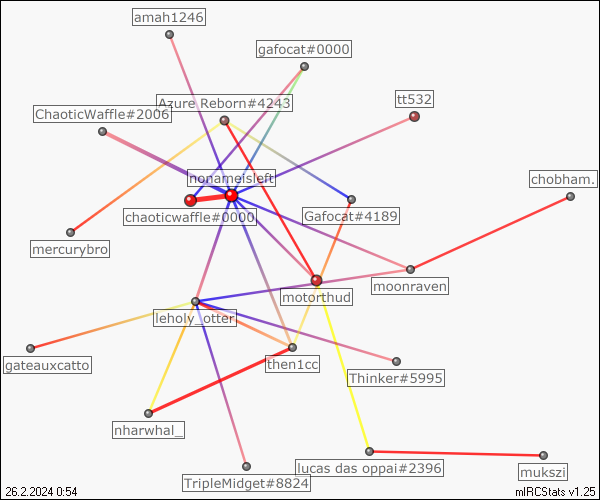 amah1246
gafocat#0000
tt532
Azure Reborn#4243
ChaoticWaffle#2006
nonameisleft
chobham.
chaoticwaffle#0000
Gafocat#4189
mercurybro
moonraven
motorthud
leholy_otter
gateauxcatto
then1cc
Thinker#5995
nharwhal_
lucas das oppai#2396
mukszi
TripleMidget#8824
26.2.2024 0:54
mIRCStats v1.25